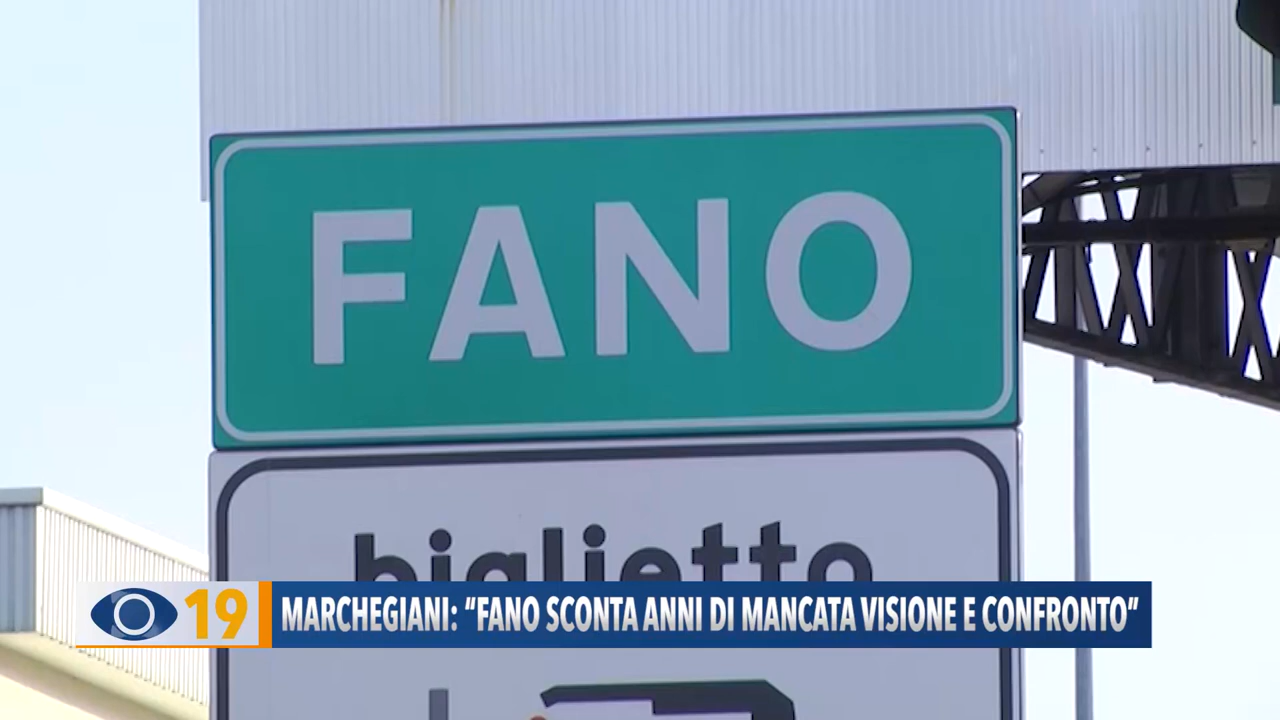 FANO
biglietto
19
MARCHEGIANI: “FANO SCONTA ANNI DI MANCATA VISIONE E CONFRONTO”